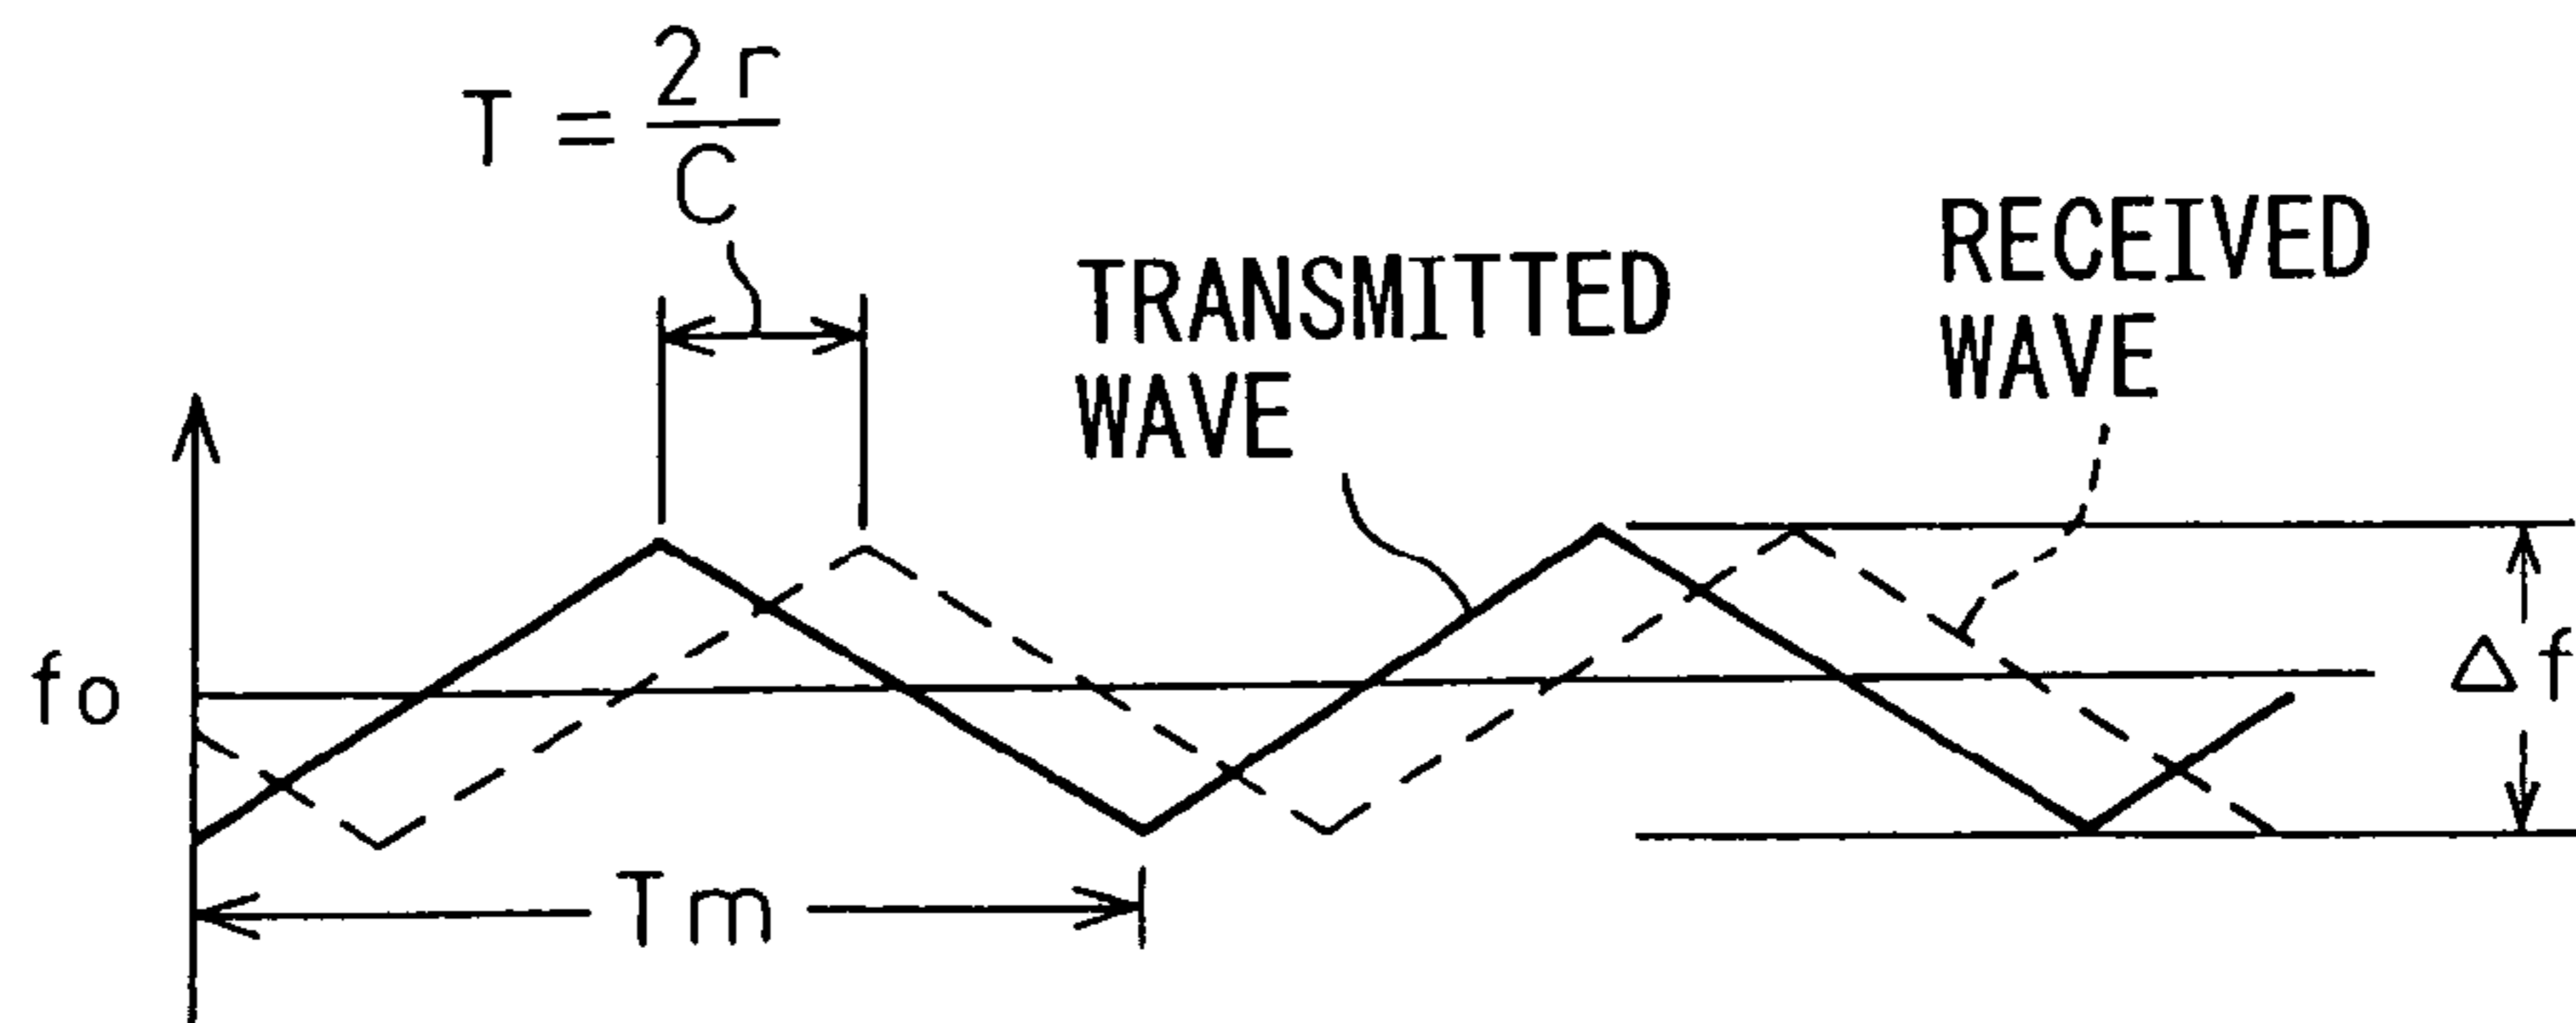 T = 2r/C
TRANSMITTED
WAVE
RECEIVED
WAVE
fo
Δf
Tm